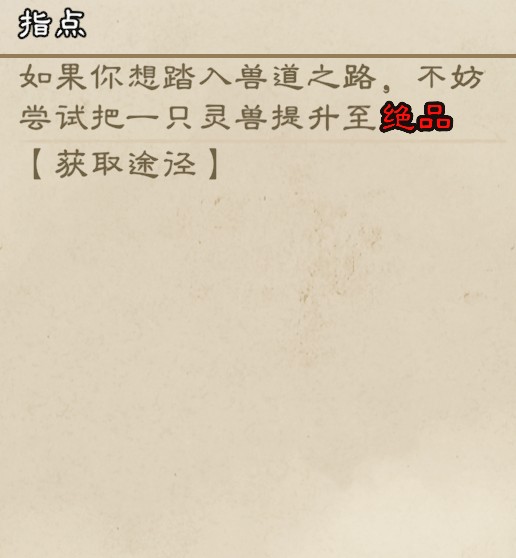 指点
如果你想踏入兽道之路，不妨
尝试把一只灵兽提升至绝品
【获取途径】